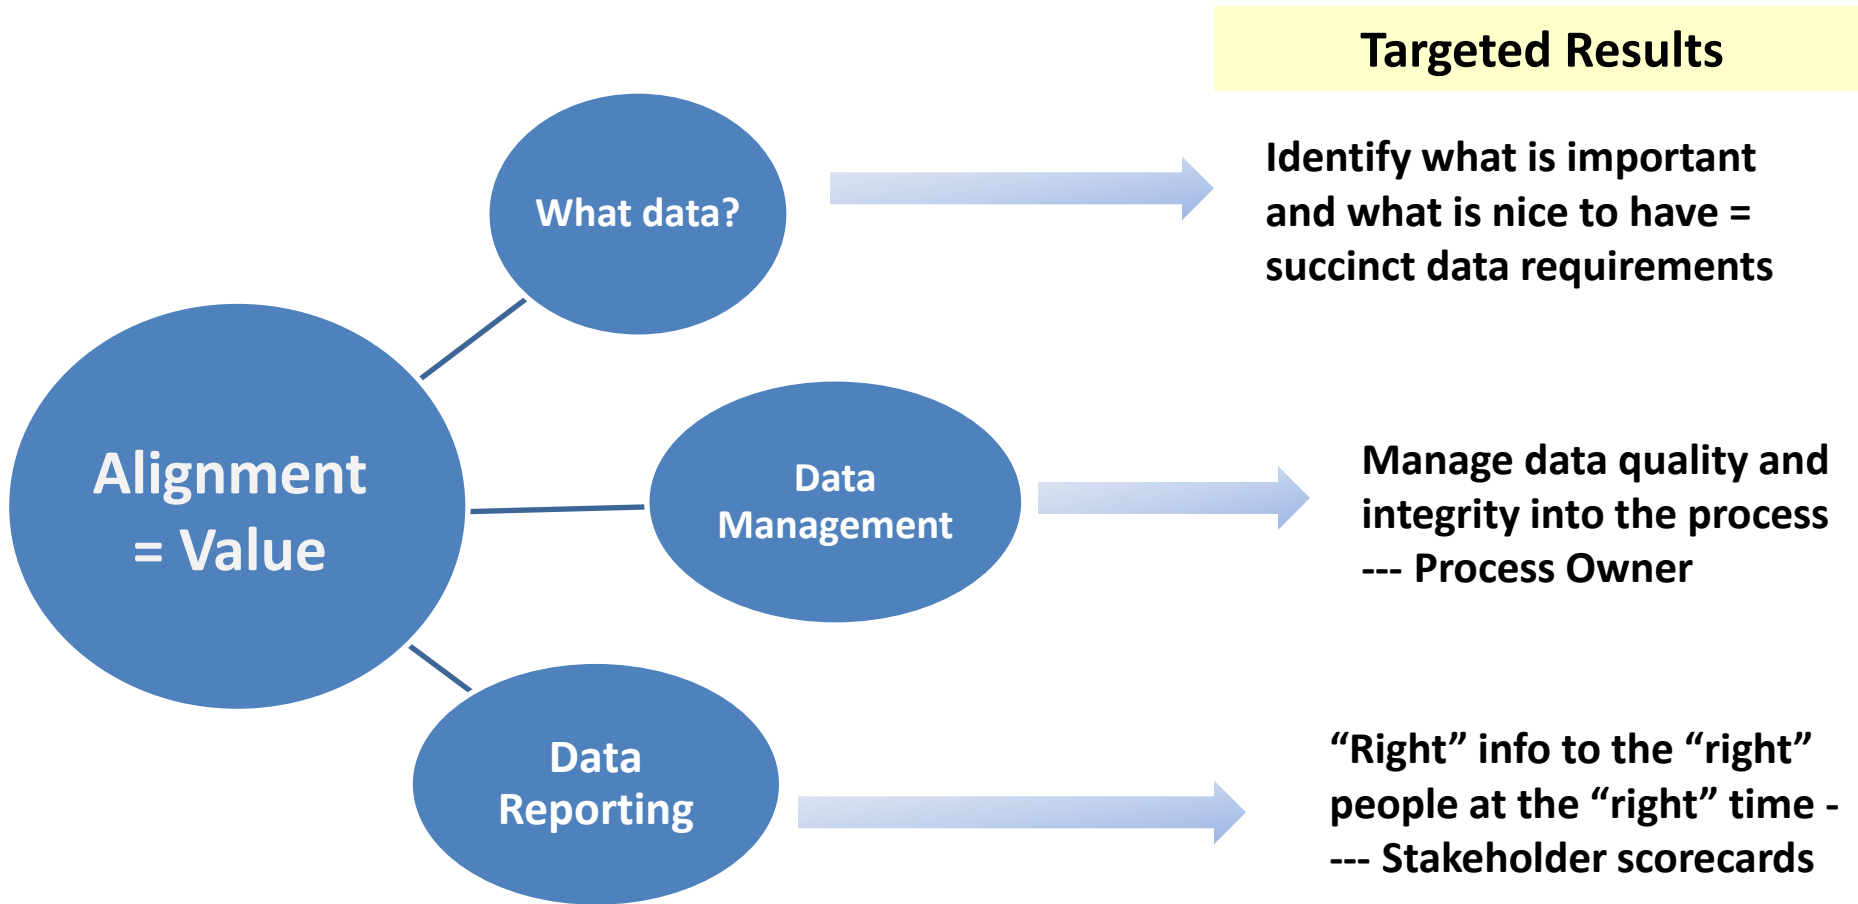 Targeted Results
What data?
Identify what is important
and what is nice to have =
succinct data requirements
Alignment
= Value
Data
Management
Manage data quality and
integrity into the process
--- Process Owner
Data
Reporting
“Right” info to the “right”
people at the “right” time -
--- Stakeholder scorecards